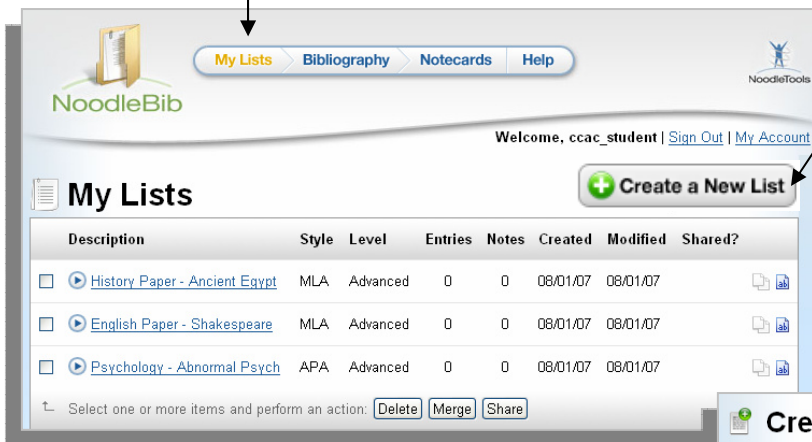 My Lists Bibliography Notecards Help
NoodleBib
NoodleTools
Welcome, ccac_student | Sign Out | My Account
My Lists
Create a New List
Description Style Level Entries Notes Created Modified Shared?
History Paper - Ancient Egypt MLA Advanced 0 0 08/01/07 08/01/07
English Paper - Shakespeare MLA Advanced 0 0 08/01/07 08/01/07
Psychology - Abnormal Psych APA Advanced 0 0 08/01/07 08/01/07
Select one or more items and perform an action: Delete Merge Share
Cre